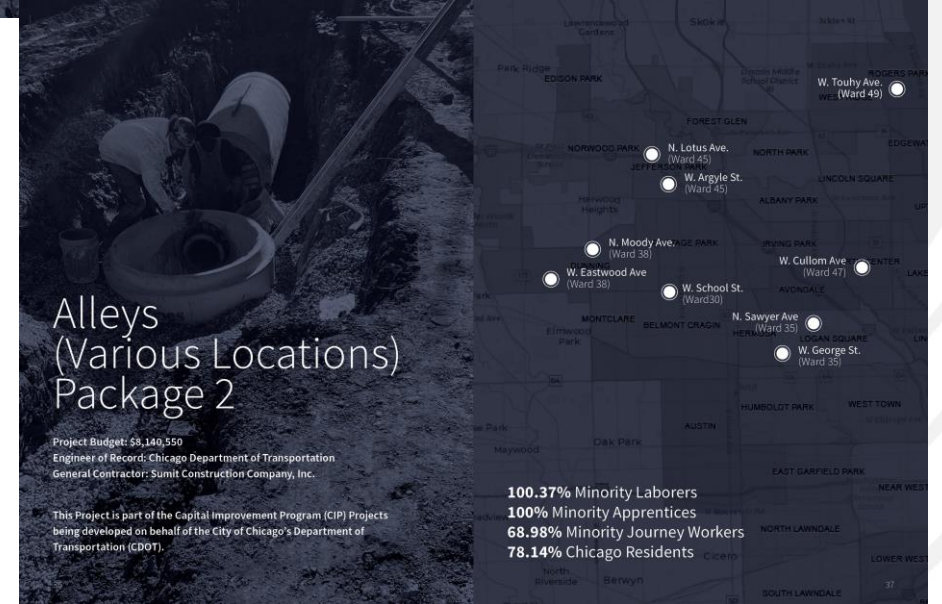 Alleys
(Various Locations)
Package 2
Project Budget: $8,140,550
Engineer of Record: Chicago Department of Transportation
General Contractor: Sumit Construction Company, Inc.
This Project is part of the Capital Improvement Program (CIP) Projects
being developed on behalf of the City of Chicago's Department of
Transportation (CDOT).
Skokie
Park Ridge
EDISON PARK
W. Touhy Ave.
(Ward 49)
FOREST GLEN
NORWOOD PARK
N. Lotus Ave.
(Ward 45)
JEFFERSON PARK
NORTH PARK
W. Argyle St.
(Ward 45)
LINCOLN SQUARE
ALBANY PARK
Harwood
Heights
N. Moody Ave.
(Ward 38)
IRVING PARK
W. Cullom Ave
(Ward 47)
W. Eastwood Ave
(Ward 38)
W. School St.
(Ward30)
AVONDALE
MONTCLARE
BELMONT CRAGIN
N. Sawyer Ave
(Ward 35)
LOGAN SQUARE
Elmwood
Park
W. George St.
(Ward 35)
HUMBOLDT PARK
WEST TOWN
AUSTIN
Oak Park
Maywood
EAST GARFIELD PARK
100.37% Minority Laborers
100% Minority Apprentices
68.98% Minority Journey Workers
78.14% Chicago Residents
NORTH LAWNDALE
Cicero
North
Riverside
Berwyn
SOUTH LAWNDALE
37